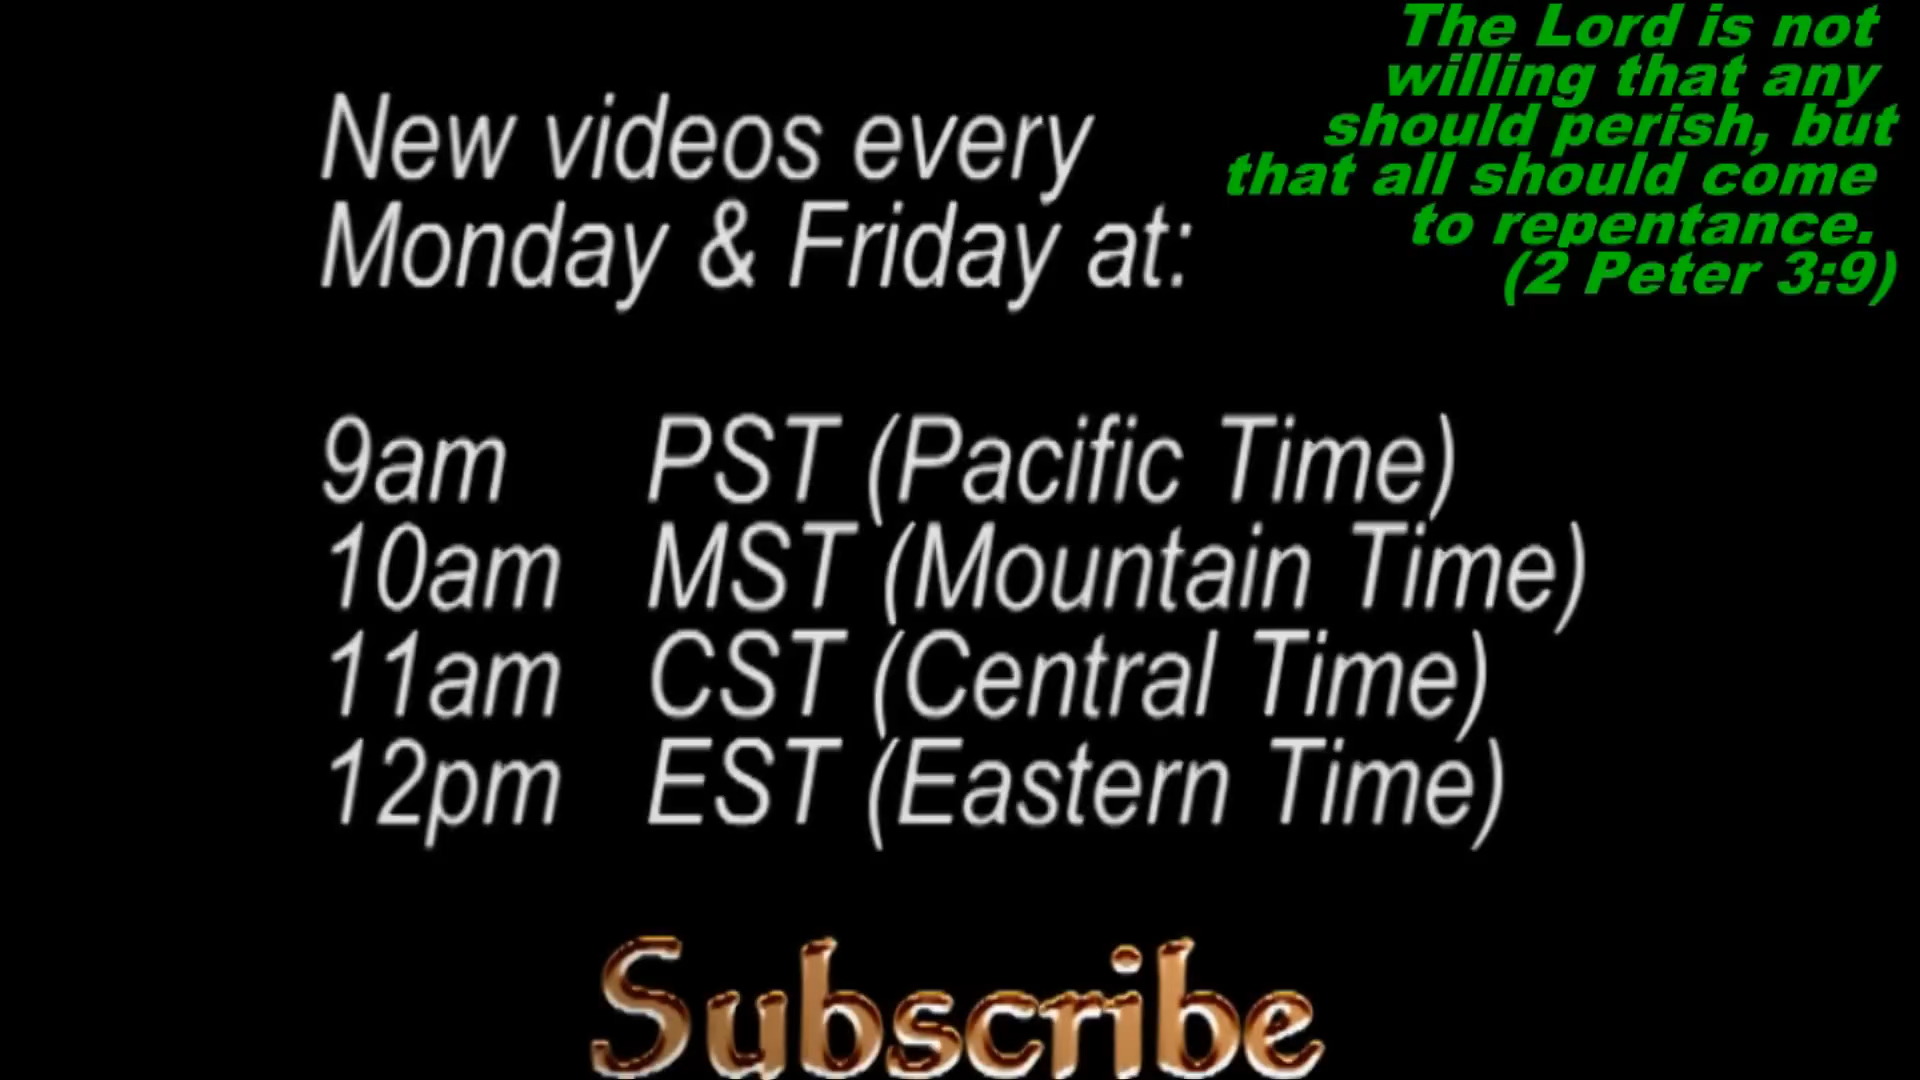 The Lord is not
willing that any
should perish, but
that all should come
to repentance.
(2 Peter 3:9)
New videos every
Monday & Friday at:
9am PST (Pacific Time)
10am MST (Mountain Time)
11am CST (Central Time)
12pm EST (Eastern Time)
Subscribe